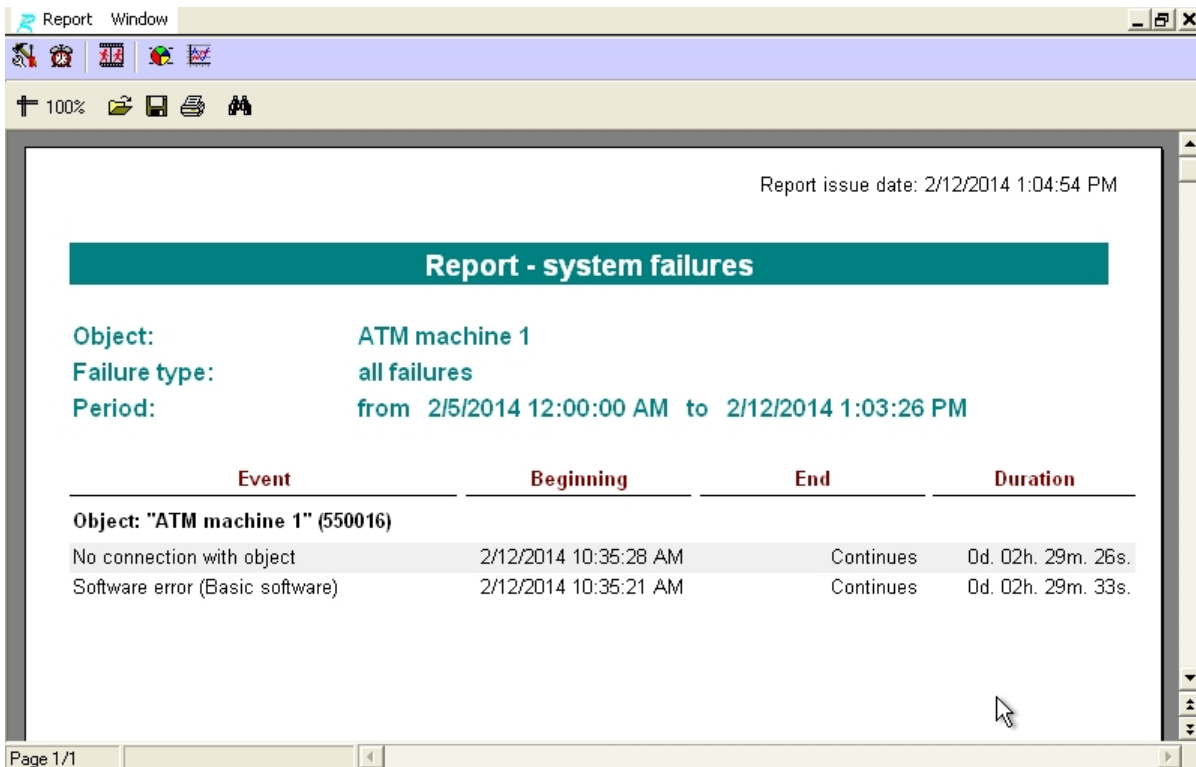 Report Window
100%
Report issue date: 2/12/2014 1:04:54 PM
Report - system failures
Object: ATM machine 1
Failure type: all failures
Period: from 2/5/2014 12:00:00 AM to 2/12/2014 1:03:26 PM
Event Beginning End Duration
Object: "ATM machine 1" (550016)
No connection with object 2/12/2014 10:35:28 AM Continues 0d. 02h. 29m. 26s.
Software error (Basic software) 2/12/2014 10:35:21 AM Continues 0d. 02h. 29m. 33s.
Page 1/1